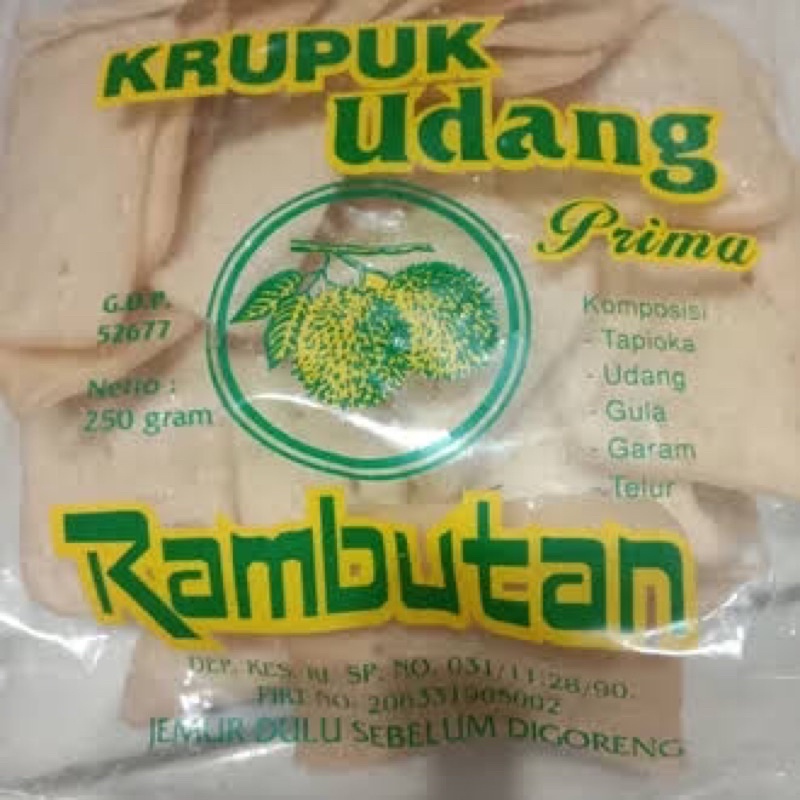 KRUPUK
Udang
Prima
G.D.P.
52677
Netto :
250 gram
Komposisi
- Tapioka
- Udang
- Gula
- Garam
- Telur
Rambutan
DEP. KES. RI SP. NO. 031/11.28/90.
PIRT NO. 206331905002
JEMUR DULU SEBELUM DIGORENG